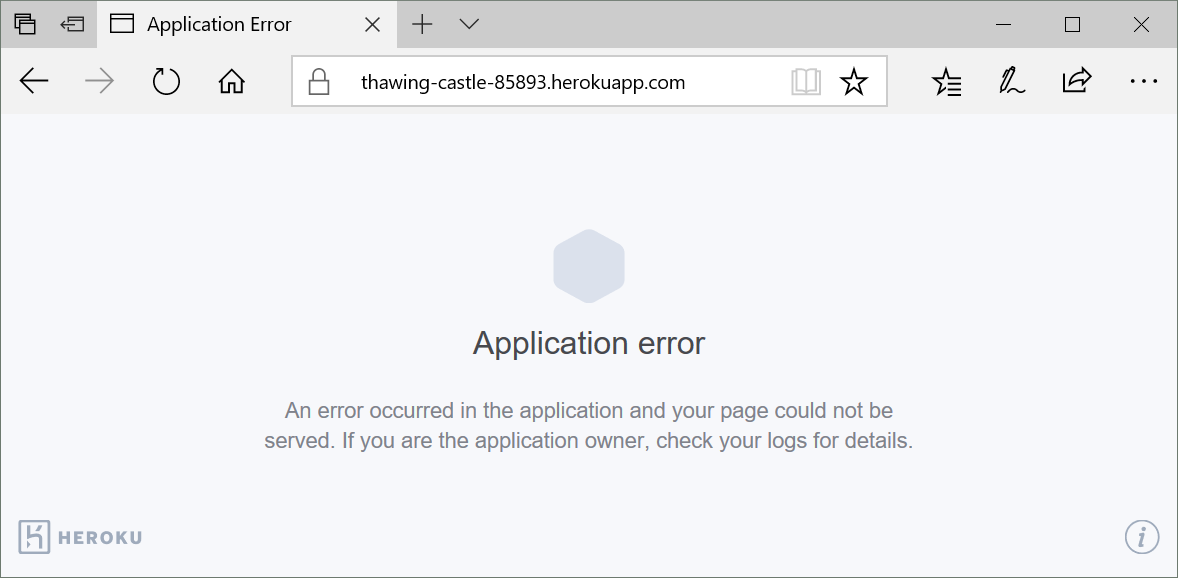 Application Error
thawing-castle-85893.herokuapp.com
Application error
An error occurred in the application and your page could not be
served. If you are the application owner, check your logs for details.
HEROKU
i